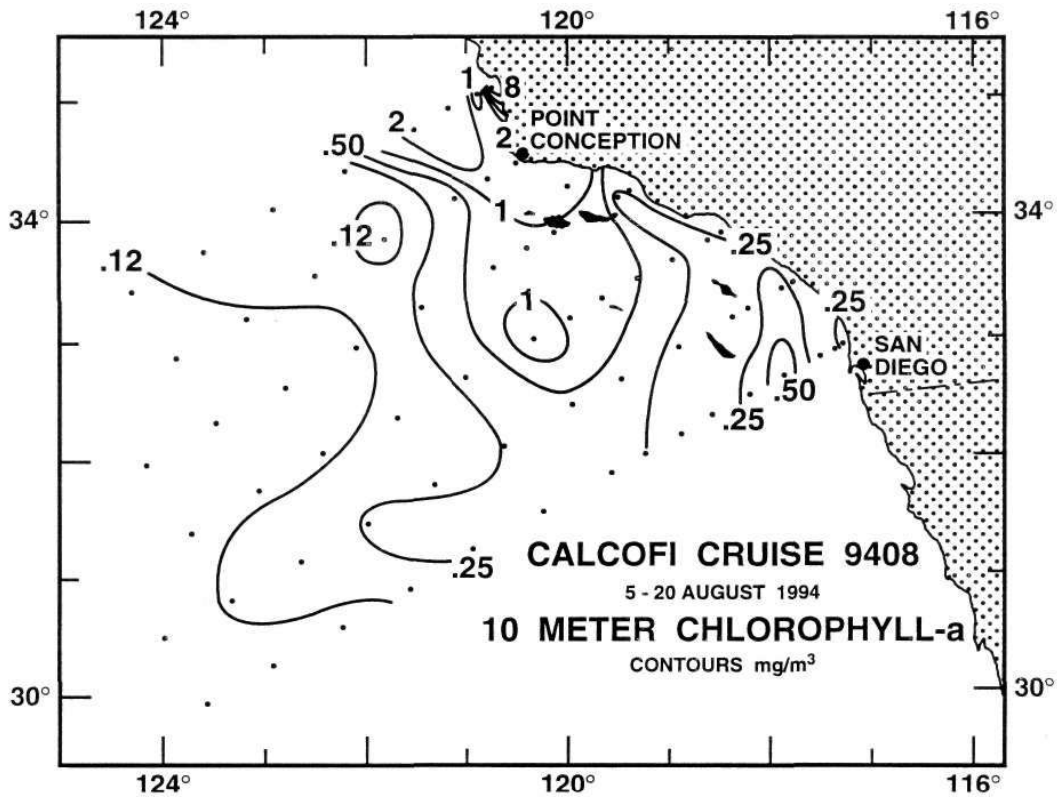 124° 120° 116°
1 8
2 POINT
2 CONCEPTION
.50
34° 1 34°
.12 .25
.12
1 .25
SAN
DIEGO
.50
.25
CALCOFI CRUISE 9408
.25
5 - 20 AUGUST 1994
10 METER CHLOROPHYLL-a
CONTOURS mg/m³
30° 30°
124° 120° 116°